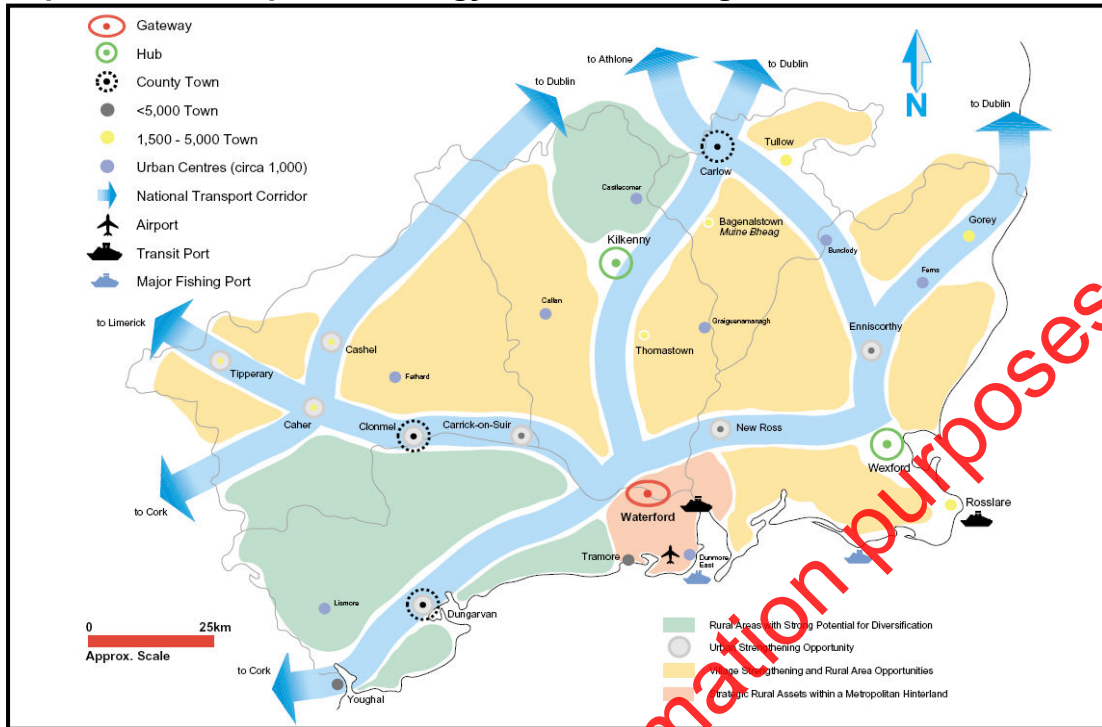 Gateway
Hub
County Town
<5,000 Town
1,500 - 5,000 Town
Urban Centres (circa 1,000)
National Transport Corridor
Airport
Transit Port
Major Fishing Port
to Dublin
to Athlone
to Dublin
N
to Dublin
Tullow
Carlow
Castlecomer
Bagenalstown
Muine Bheag
Gorey
Kilkenny
Bunclody
Ferns
Callan
Graiguenamanagh
Enniscorthy
to Limerick
Thomastown
Cashel
Tipperary
Fethard
Caher
Clonmel
Carrick-on-Suir
New Ross
Wexford
Rosslare
to Cork
Waterford
Tramore
Dunmore
East
Lismore
Dungarvan
0 25km
Approx. Scale
to Cork
Youghal
Rural Areas with Strong Potential for Diversification
Urban Strengthening Opportunity
Village Strengthening and Rural Area Opportunities
Strategic Rural Assets within a Metropolitan Hinterland
mation purposes